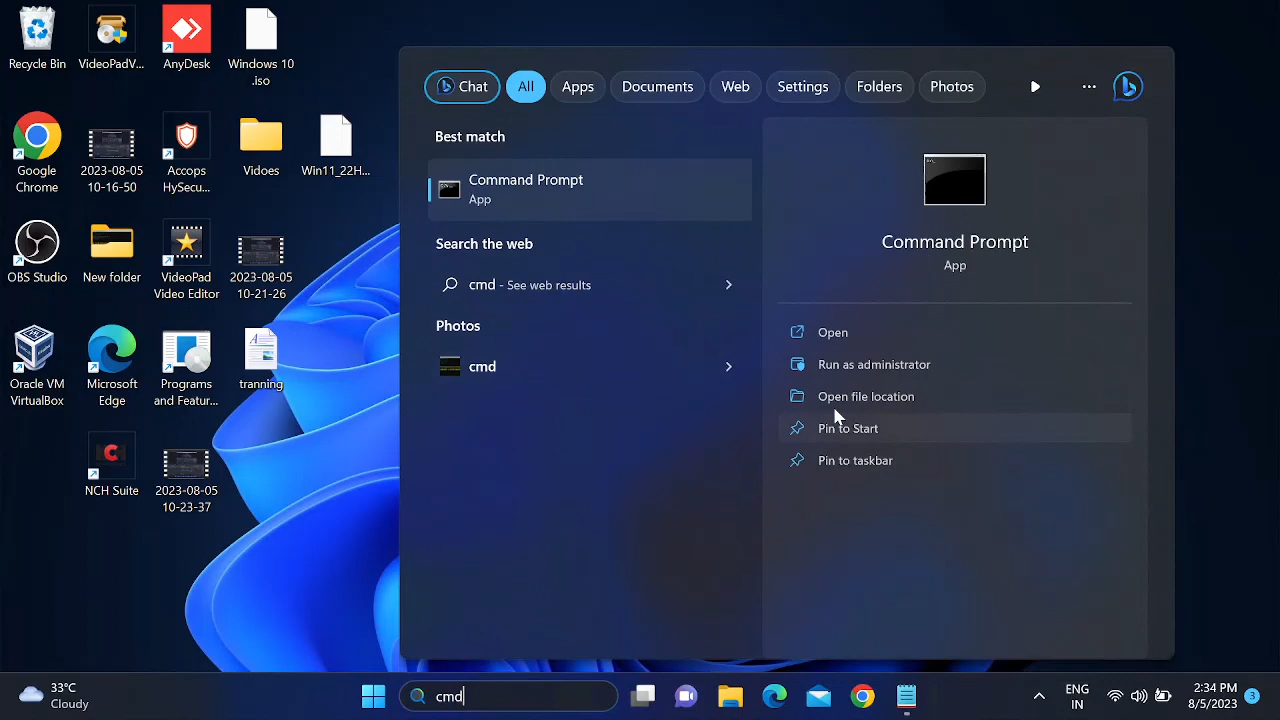 Recycle Bin
VideoPadV...
AnyDesk
Windows 10
.iso
Google
Chrome
2023-08-05
10-16-50
Accops
HySecu...
Vidoes
Win11_22H...
OBS Studio
New folder
VideoPad
Video Editor
2023-08-05
10-21-26
Oracle VM
VirtualBox
Microsoft
Edge
Programs
and Featur...
tranning
NCH Suite
2023-08-05
10-23-37
Chat
All
Apps
Documents
Web
Settings
Folders
Photos
Best match
Command Prompt
App
Search the web
cmd - See web results
Photos
cmd
Command Prompt
App
Open
Run as administrator
Open file location
Pin to Start
Pin to taskbar
33°C
Cloudy
cmd
ENG
IN
2:34 PM
8/5/2023
3